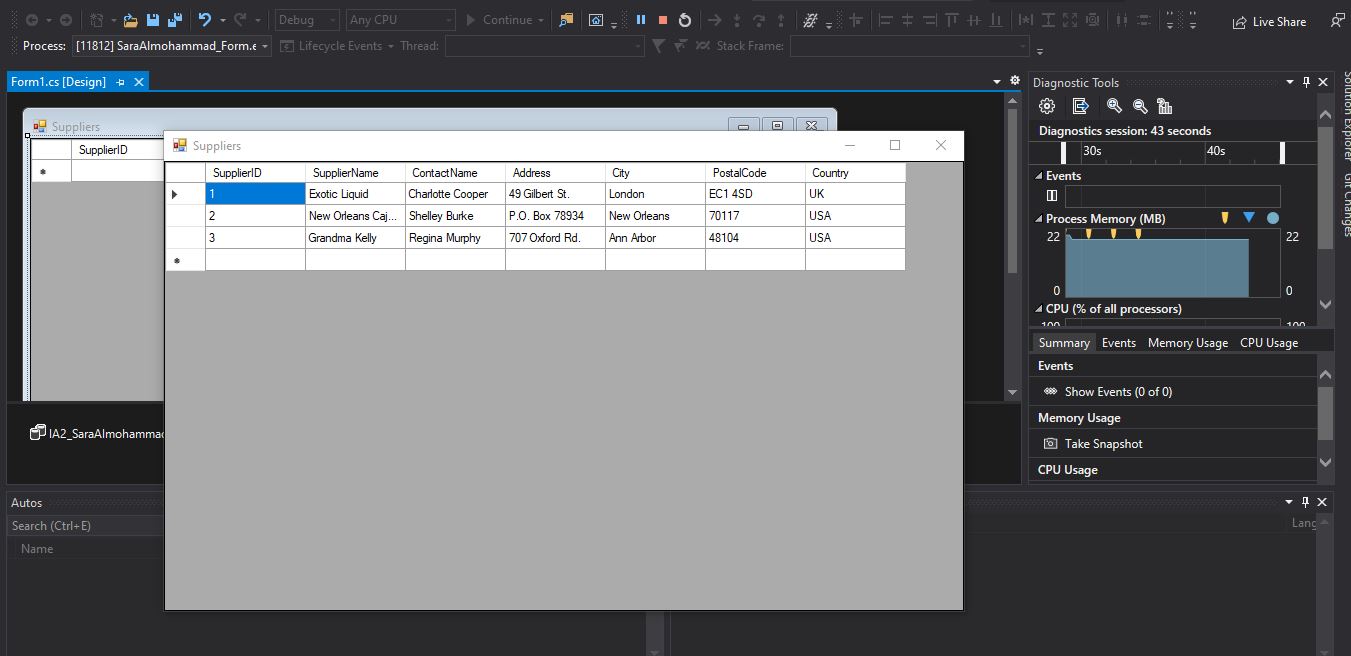 Debug
Any CPU
Continue
Live Share
Process: [11812] SaraAlmohammad_Form.e
Lifecycle Events
Thread:
Stack Frame:
Form1.cs [Design]
Suppliers
SupplierID
Suppliers
SupplierID SupplierName ContactName Address City PostalCode Country
1 Exotic Liquid Charlotte Cooper 49 Gilbert St. London EC1 4SD UK
2 New Orleans Caj... Shelley Burke P.O. Box 78934 New Orleans 70117 USA
3 Grandma Kelly Regina Murphy 707 Oxford Rd. Ann Arbor 48104 USA
IA2_SaraAlmohammad
Diagnostic Tools
Diagnostics session: 43 seconds
30s 40s
Events
Process Memory (MB)
22 22
0 0
CPU (% of all processors)
100 100
Summary Events Memory Usage CPU Usage
Events
Show Events (0 of 0)
Memory Usage
Take Snapshot
CPU Usage
Solution Explorer
Git Changes
Autos
Search (Ctrl+E)
Name
Lang